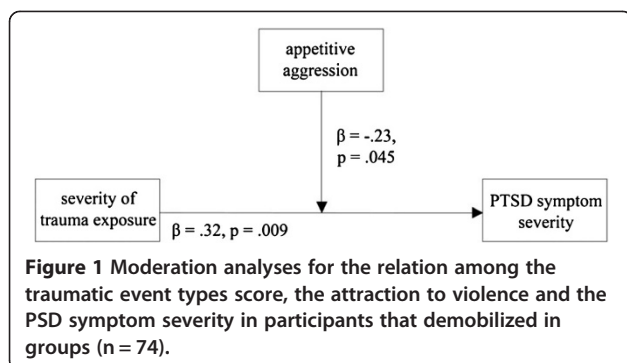 appetitive
aggression
β = -.23,
p = .045
severity of
trauma exposure
PTSD symptom
severity
β = .32, p = .009
Figure 1 Moderation analyses for the relation among the
traumatic event types score, the attraction to violence and the
PSD symptom severity in participants that demobilized in
groups (n = 74).